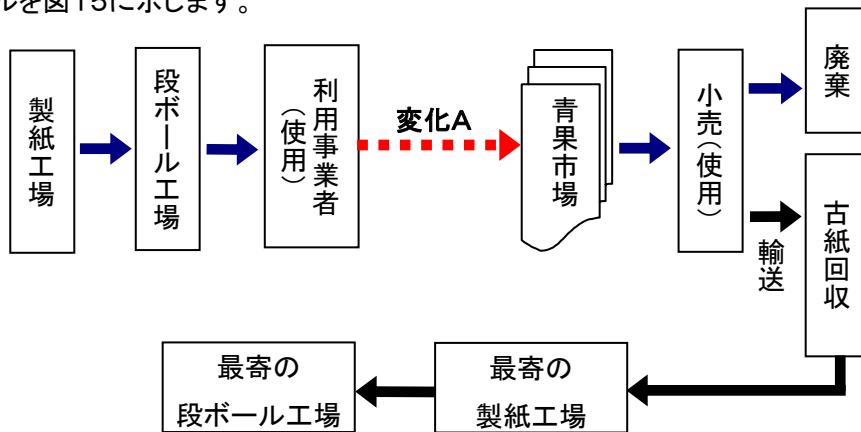 ルを図15に示します。
製紙工場
段ボール工場
利用事業者
（使用）
変化A
青果市場
小売（使用）
廃棄
輸送
古紙回収
最寄の
製紙工場
最寄の
段ボール工場